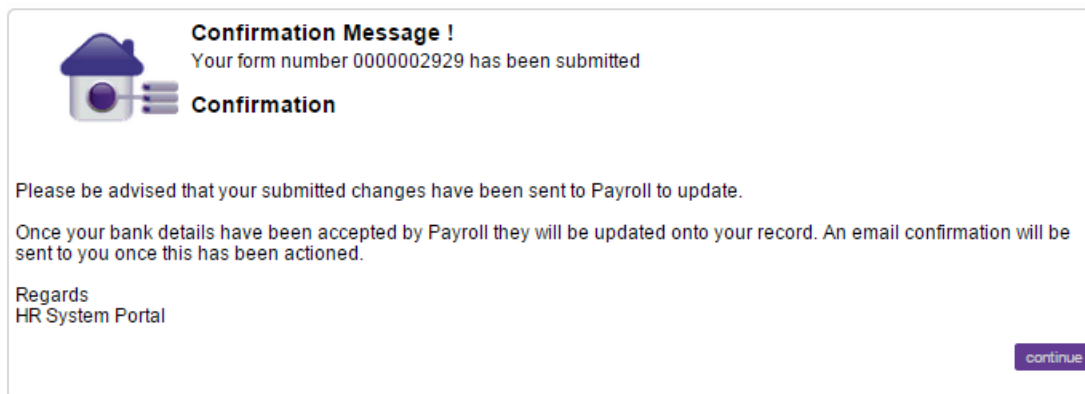 Confirmation Message !
Your form number 0000002929 has been submitted
Confirmation
Please be advised that your submitted changes have been sent to Payroll to update.
Once your bank details have been accepted by Payroll they will be updated onto your record. An email confirmation will be
sent to you once this has been actioned.
Regards
HR System Portal
continue